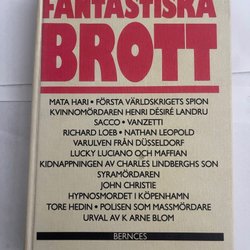 FANTASTISKA
BROTT
MATA HARI • FÖRSTA VÄRLDSKRIGETS SPION
KVINNOMÖRDAREN HENRI DÉSIRÉ LANDRU
SACCO • VANZETTI
RICHARD LOEB • NATHAN LEOPOLD
VARULVEN FRÅN DÜSSELDORF
LUCKY LUCIANO OCH MAFFIAN
KIDNAPPNINGEN AV CHARLES LINDBERGHS SON
SYRAMÖRDAREN
JOHN CHRISTIE
HYPNOSMORDET I KÖPENHAMN
TORE HEDIN • POLISEN SOM MASSMÖRDARE
URVAL AV K ARNE BLOM
BERNCES